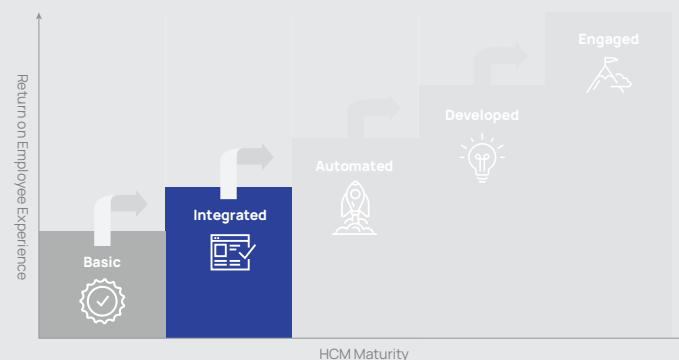 Engaged
Developed
Automated
Integrated
Basic
Return on Employee Experience
HCM Maturity